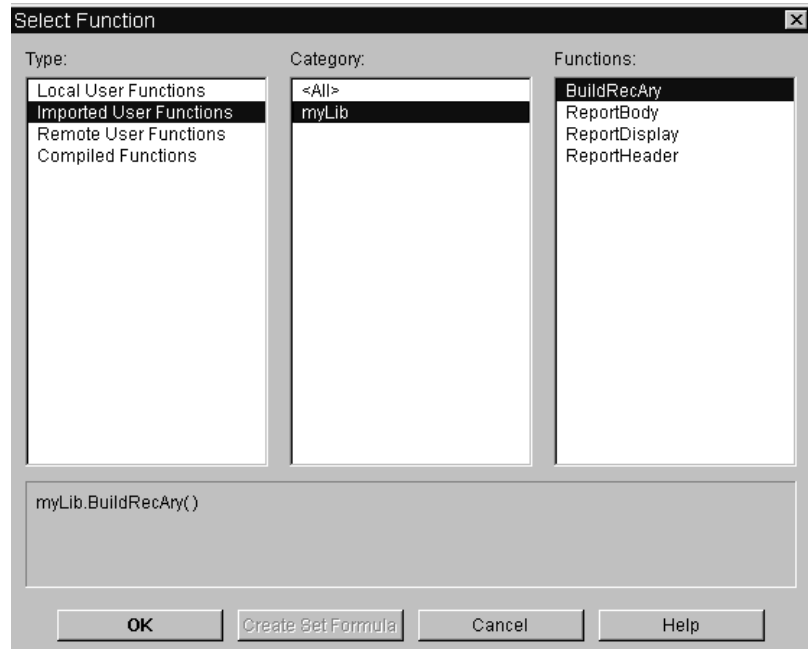 Select Function
Type:
Local User Functions
Imported User Functions
Remote User Functions
Compiled Functions
Category:
<All>
myLib
Functions:
BuildRecAry
ReportBody
ReportDisplay
ReportHeader
myLib.BuildRecAry()
OK
Create Set Formula
Cancel
Help